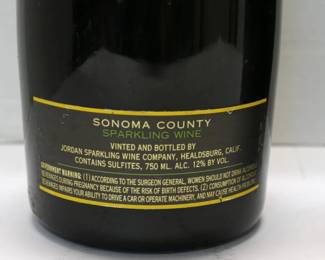 SONOMA COUNTY
SPARKLING WINE
VINTED AND BOTTLED BY
JORDAN SPARKLING WINE COMPANY, HEALDSBURG, CALIF.
CONTAINS SULFITES, 750 ML. ALC. 12% BY VOL.
GOVERNMENT WARNING: (1) ACCORDING TO THE SURGEON GENERAL, WOMEN SHOULD NOT DRINK ALCOHOLIC
BEVERAGES DURING PREGNANCY BECAUSE OF THE RISK OF BIRTH DEFECTS. (2) CONSUMPTION OF ALCOHOLIC
BEVERAGES IMPAIRS YOUR ABILITY TO DRIVE A CAR OR OPERATE MACHINERY, AND MAY CAUSE HEALTH PROBLEMS.